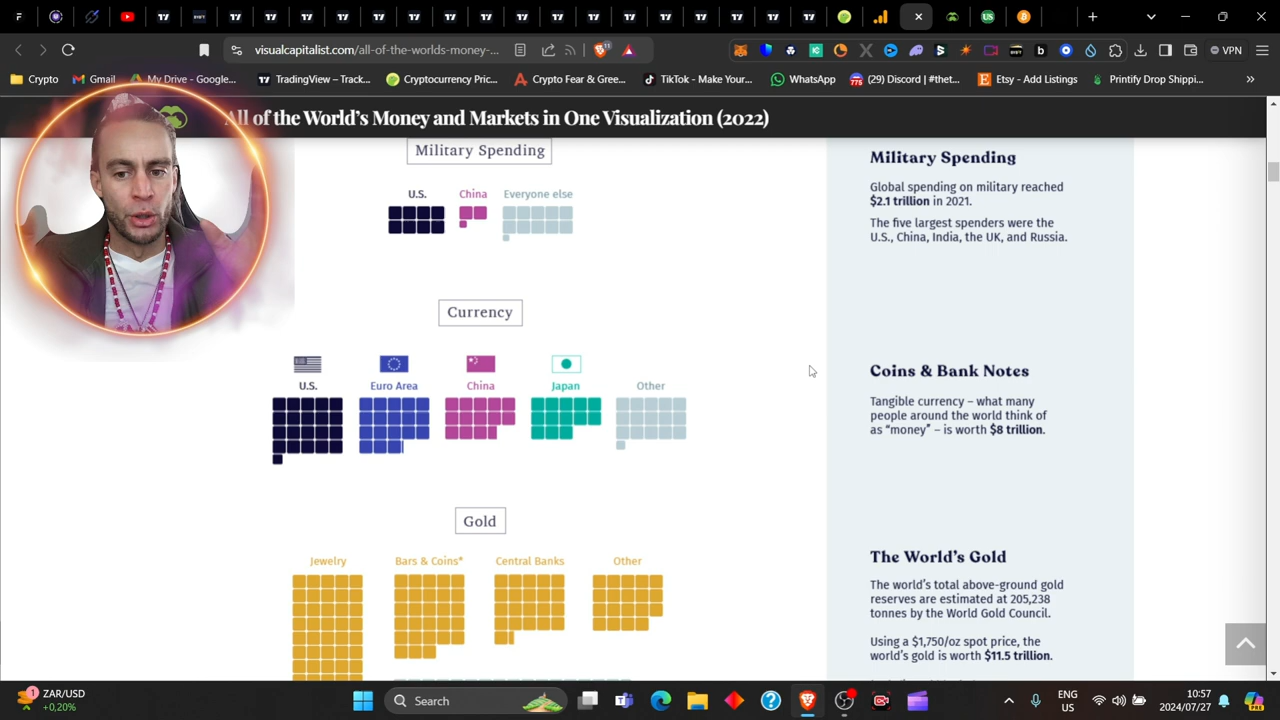 visualcapitalist.com/all-of-the-worlds-money-...
11
VPN
Crypto
Gmail
My Drive - Google...
TradingView – Track...
Cryptocurrency Pric...
Crypto Fear & Gree...
TikTok - Make Your...
WhatsApp
(29) Discord | #thet...
Etsy - Add Listings
Printify Drop Shippi...
All of the World's Money and Markets in One Visualization (2022)
Military Spending
U.S.
China
Everyone else
Military Spending
Global spending on military reached
$2.1 trillion in 2021.
The five largest spenders were the
U.S., China, India, the UK, and Russia.
Currency
U.S.
Euro Area
China
Japan
Other
Coins & Bank Notes
Tangible currency – what many
people around the world think of
as “money” – is worth $8 trillion.
Gold
Jewelry
Bars & Coins*
Central Banks
Other
The World's Gold
The world's total above-ground gold
reserves are estimated at 205,238
tonnes by the World Gold Council.
Using a $1,750/oz spot price, the
world's gold is worth $11.5 trillion.
1
ZAR/USD
+0,20%
Search
ENG
US
10:57
2024/07/27